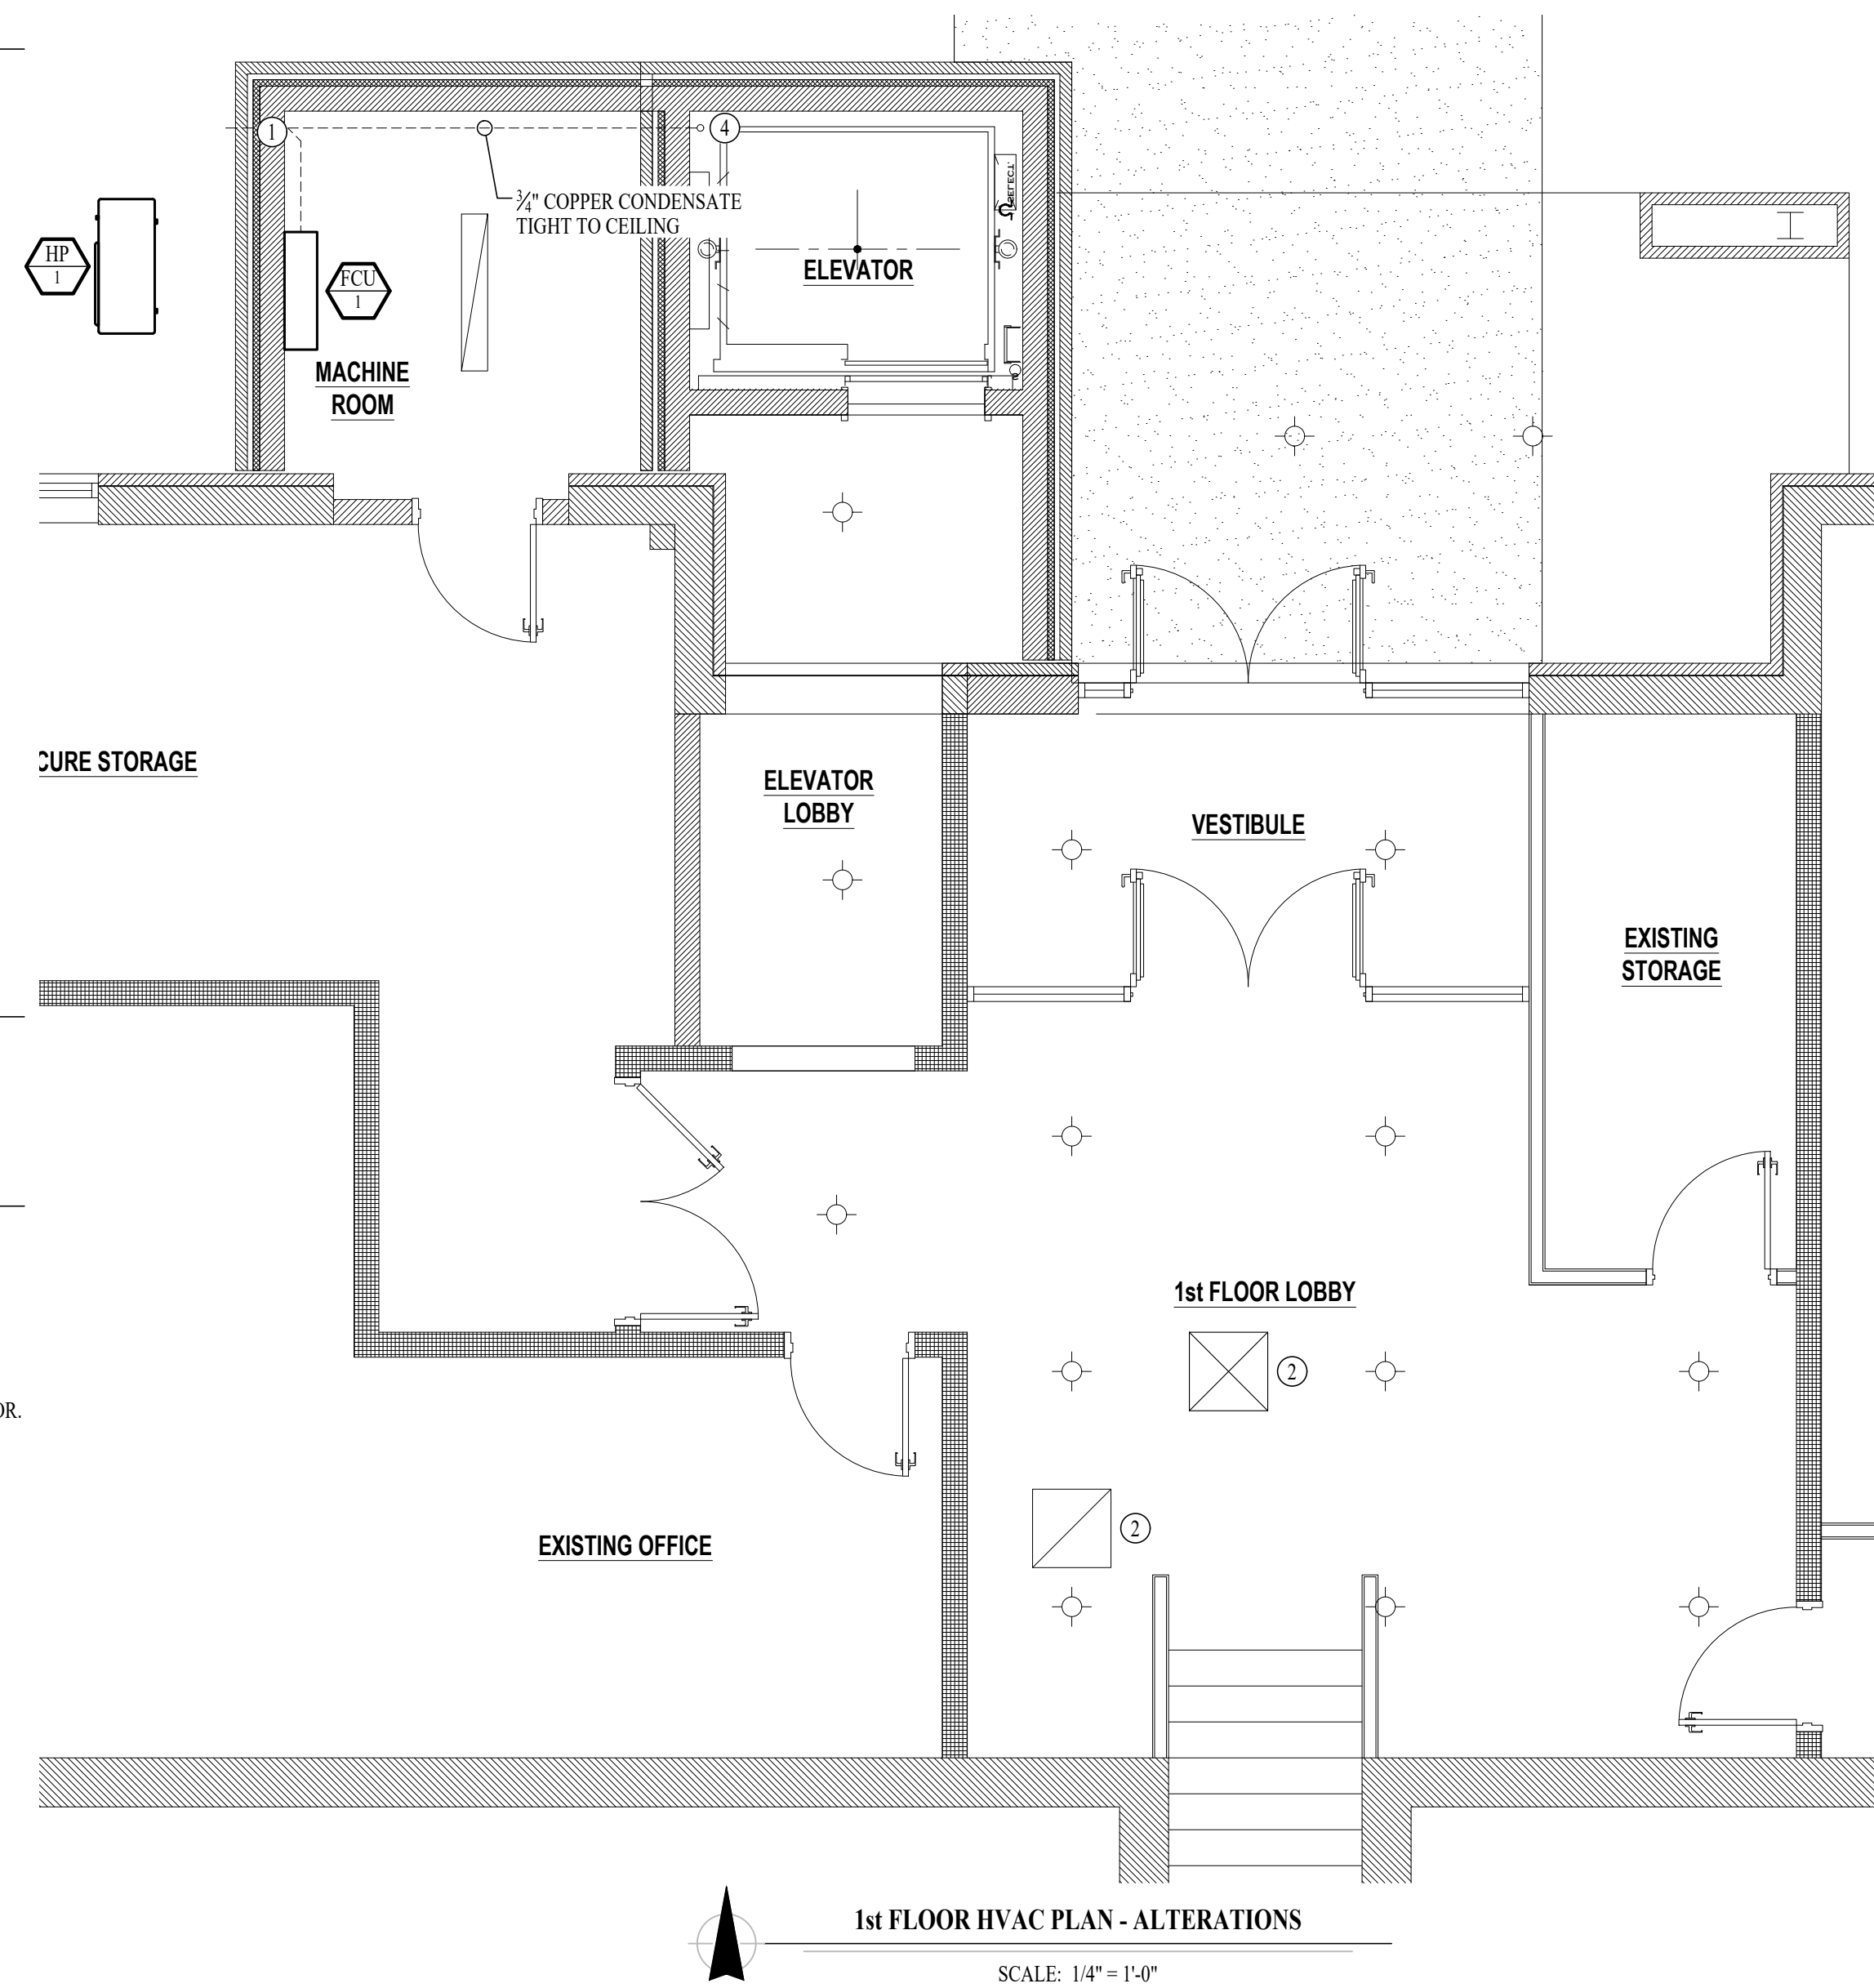 1
4
¾" COPPER CONDENSATE
TIGHT TO CEILING
HP
1
FCU
1
ELEVATOR
MACHINE
ROOM
CURE STORAGE
ELEVATOR
LOBBY
VESTIBULE
EXISTING
STORAGE
1st FLOOR LOBBY
2
OR.
2
EXISTING OFFICE
1st FLOOR HVAC PLAN - ALTERATIONS
SCALE: 1/4" = 1'-0"